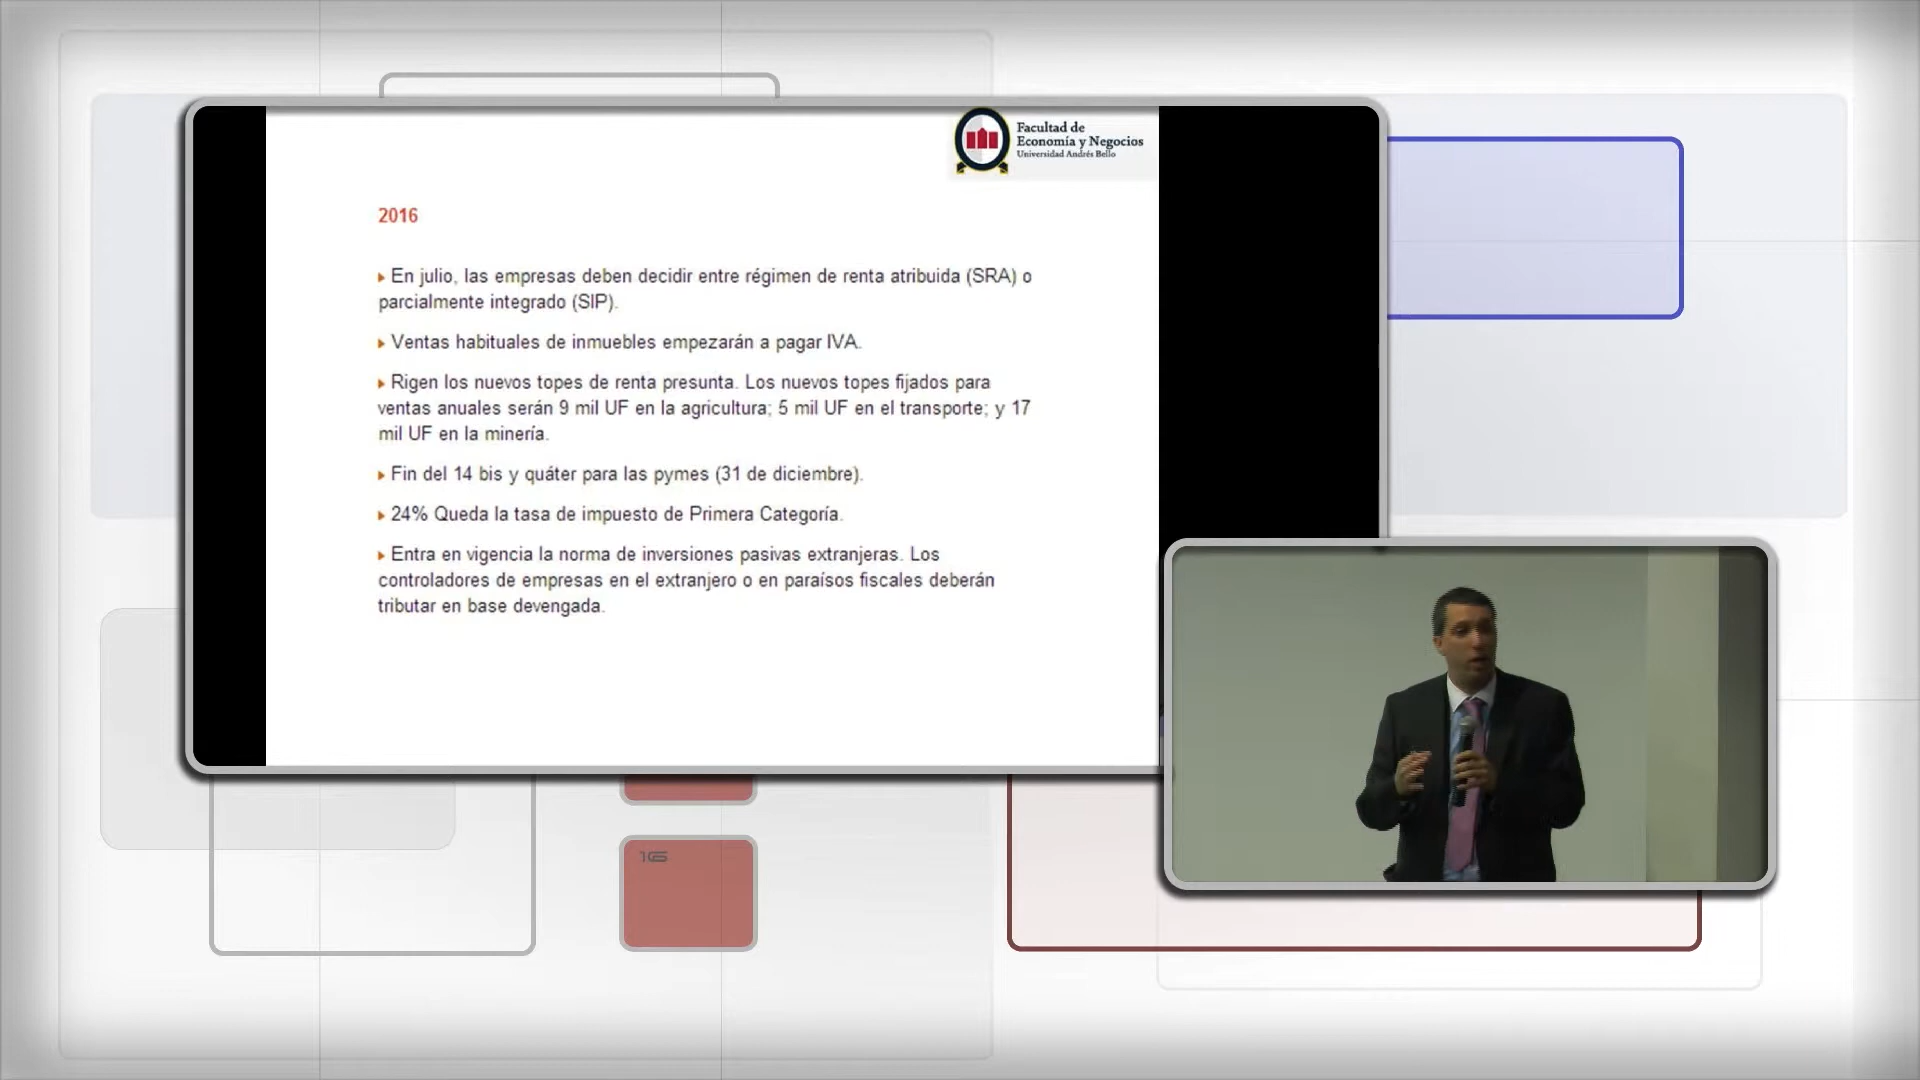 Facultad de
Economía y Negocios
Universidad Andrés Bello
2016
En julio, las empresas deben decidir entre régimen de renta atribuida (SRA) o
parcialmente integrado (SIP).
Ventas habituales de inmuebles empezarán a pagar IVA.
Rigen los nuevos topes de renta presunta. Los nuevos topes fijados para
ventas anuales serán 9 mil UF en la agricultura; 5 mil UF en el transporte; y 17
mil UF en la minería.
Fin del 14 bis y quáter para las pymes (31 de diciembre).
24% Queda la tasa de impuesto de Primera Categoría.
Entra en vigencia la norma de inversiones pasivas extranjeras. Los
controladores de empresas en el extranjero o en paraísos fiscales deberán
tributar en base devengada.
16